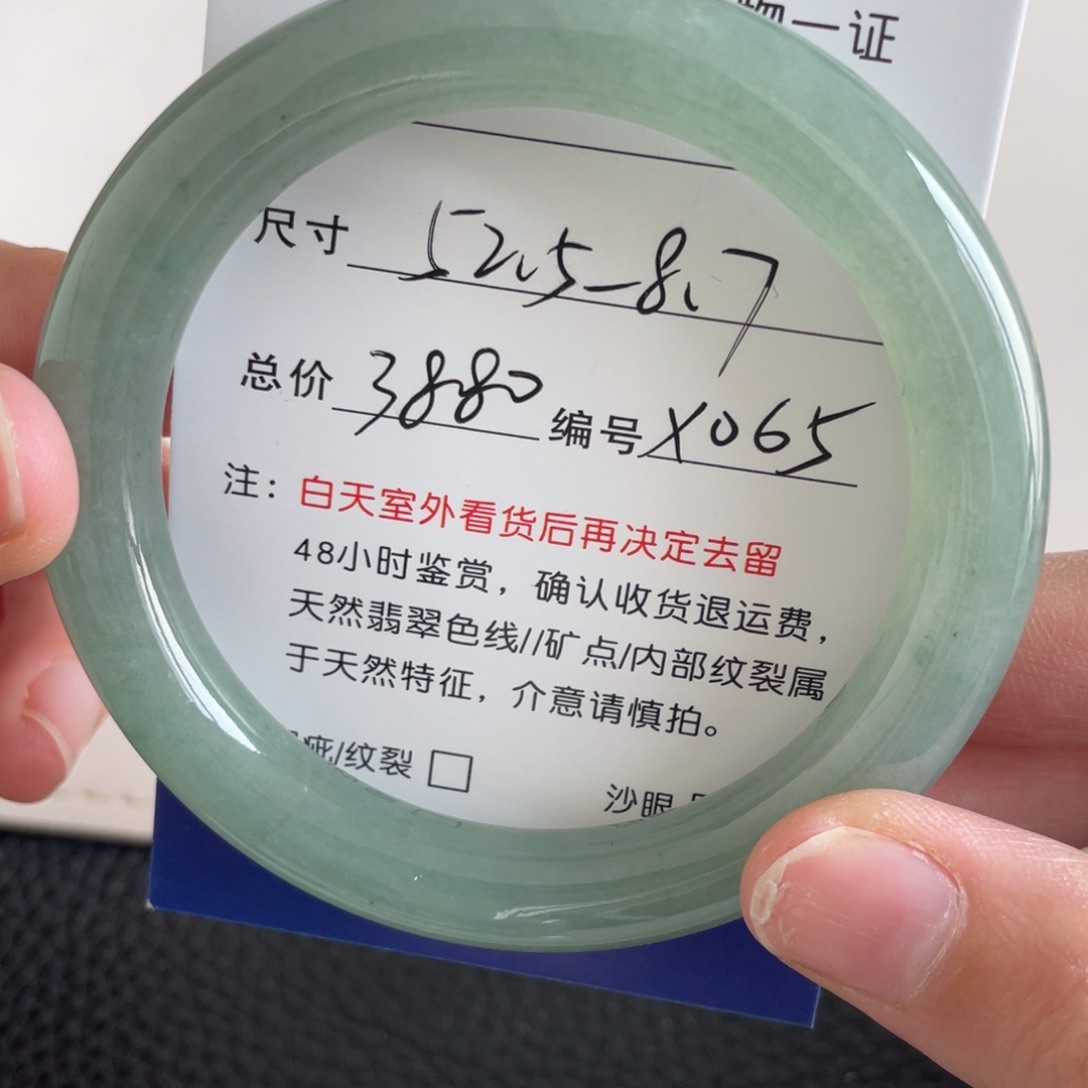 物一证
尺寸 52.5-8.7
总价 3880 编号 X065
注：白天室外看货后再决定去留
48小时鉴赏，确认收货退运费，
天然翡翠色线//矿点/内部纹裂属
于天然特征，介意请慎拍。
疵/纹裂 □ 沙眼